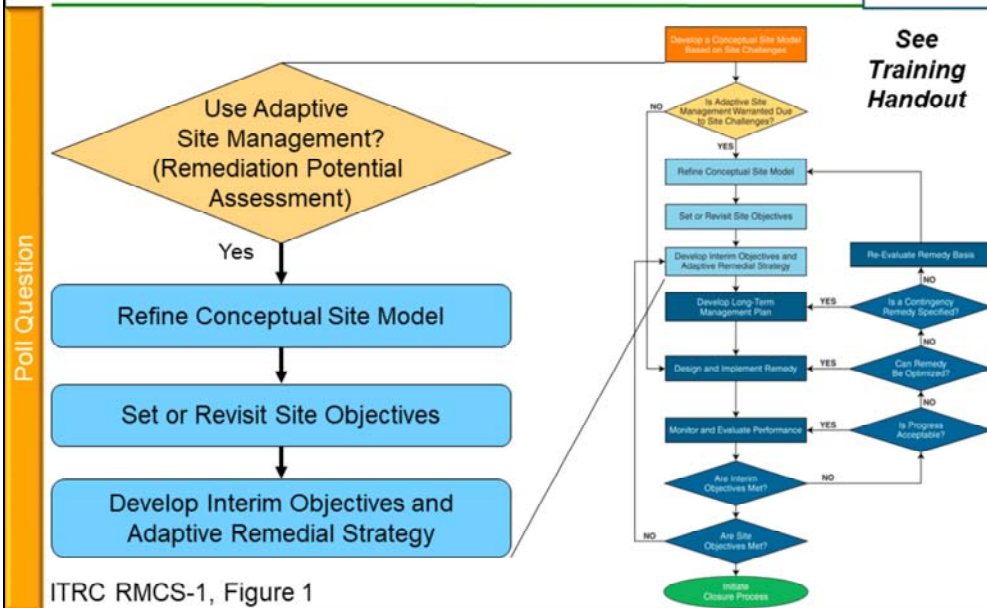 Poll Question
Use Adaptive
Site Management?
(Remediation Potential
Assessment)
Yes
Refine Conceptual Site Model
Set or Revisit Site Objectives
Develop Interim Objectives and
Adaptive Remedial Strategy
ITRC RMCS-1, Figure 1
See
Training
Handout
Develop a Conceptual Site Model
Based on Site Challenges
Is Adaptive Site
Management Warranted Due
to Site Challenges?
NO
YES
Refine Conceptual Site Model
Set or Revisit Site Objectives
Develop Interim Objectives and
Adaptive Remedial Strategy
Re-Evaluate Remedy Basis
NO
Develop Long-Term
Management Plan
YES
Is a Contingency
Remedy Specified?
NO
Design and Implement Remedy
YES
Can Remedy
Be Optimized?
NO
Monitor and Evaluate Performance
YES
Is Progress
Acceptable?
Are Interim
Objectives Met?
NO
NO
Are Site
Objectives Met?
Initiate
Closure Process